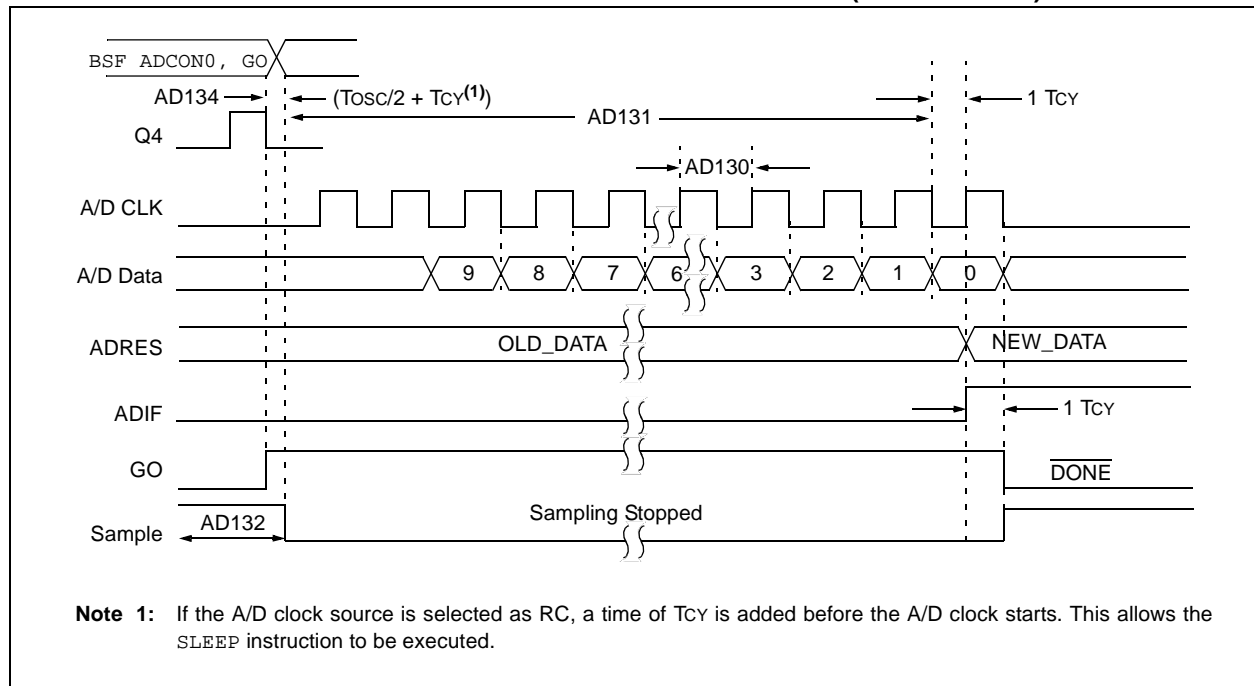 BSF ADCON0, GO
AD134
(TOSC/2 + TCY(1))
1 TCY
AD131
Q4
AD130
A/D CLK
A/D Data
9 8 7 6 3 2 1 0
ADRES
OLD_DATA
NEW_DATA
ADIF
1 TCY
GO
DONE
Sample
AD132
Sampling Stopped
Note 1: If the A/D clock source is selected as RC, a time of TCY is added before the A/D clock starts. This allows the
SLEEP instruction to be executed.